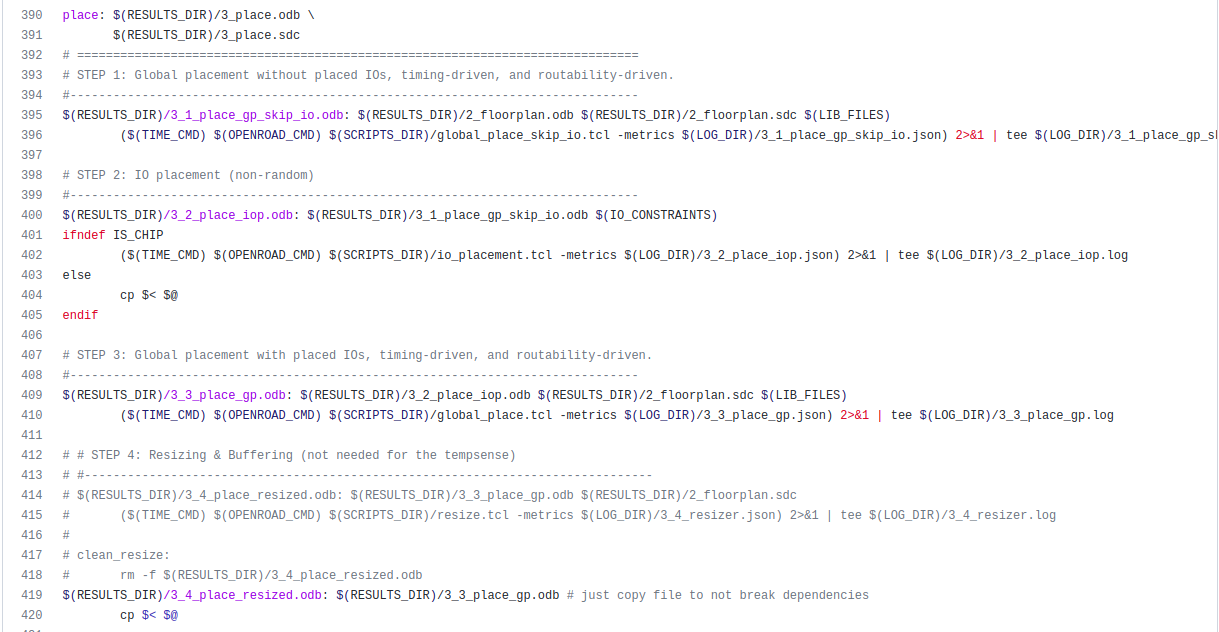 390 place: $(RESULTS_DIR)/3_place.odb \
391        $(RESULTS_DIR)/3_place.sdc
392 # ==============================================================================
393 # STEP 1: Global placement without placed IOs, timing-driven, and routability-driven.
394 #-------------------------------------------------------------------------------
395 $(RESULTS_DIR)/3_1_place_gp_skip_io.odb: $(RESULTS_DIR)/2_floorplan.odb $(RESULTS_DIR)/2_floorplan.sdc $(LIB_FILES)
396         ($(TIME_CMD) $(OPENROAD_CMD) $(SCRIPTS_DIR)/global_place_skip_io.tcl -metrics $(LOG_DIR)/3_1_place_gp_skip_io.json) 2>&1 | tee $(LOG_DIR)/3_1_place_gp_s
397
398 # STEP 2: IO placement (non-random)
399 #-------------------------------------------------------------------------------
400 $(RESULTS_DIR)/3_2_place_iop.odb: $(RESULTS_DIR)/3_1_place_gp_skip_io.odb $(IO_CONSTRAINTS)
401 ifndef IS_CHIP
402         ($(TIME_CMD) $(OPENROAD_CMD) $(SCRIPTS_DIR)/io_placement.tcl -metrics $(LOG_DIR)/3_2_place_iop.json) 2>&1 | tee $(LOG_DIR)/3_2_place_iop.log
403 else
404         cp $< $@
405 endif
406
407 # STEP 3: Global placement with placed IOs, timing-driven, and routability-driven.
408 #-------------------------------------------------------------------------------
409 $(RESULTS_DIR)/3_3_place_gp.odb: $(RESULTS_DIR)/3_2_place_iop.odb $(RESULTS_DIR)/2_floorplan.sdc $(LIB_FILES)
410         ($(TIME_CMD) $(OPENROAD_CMD) $(SCRIPTS_DIR)/global_place.tcl -metrics $(LOG_DIR)/3_3_place_gp.json) 2>&1 | tee $(LOG_DIR)/3_3_place_gp.log
411
412 # # STEP 4: Resizing & Buffering (not needed for the tempsense)
413 # #-------------------------------------------------------------------------------
414 # $(RESULTS_DIR)/3_4_place_resized.odb: $(RESULTS_DIR)/3_3_place_gp.odb $(RESULTS_DIR)/2_floorplan.sdc
415 #       ($(TIME_CMD) $(OPENROAD_CMD) $(SCRIPTS_DIR)/resize.tcl -metrics $(LOG_DIR)/3_4_resizer.json) 2>&1 | tee $(LOG_DIR)/3_4_resizer.log
416 #
417 # clean_resize:
418 #       rm -f $(RESULTS_DIR)/3_4_place_resized.odb
419 $(RESULTS_DIR)/3_4_place_resized.odb: $(RESULTS_DIR)/3_3_place_gp.odb # just copy file to not break dependencies
420         cp $< $@